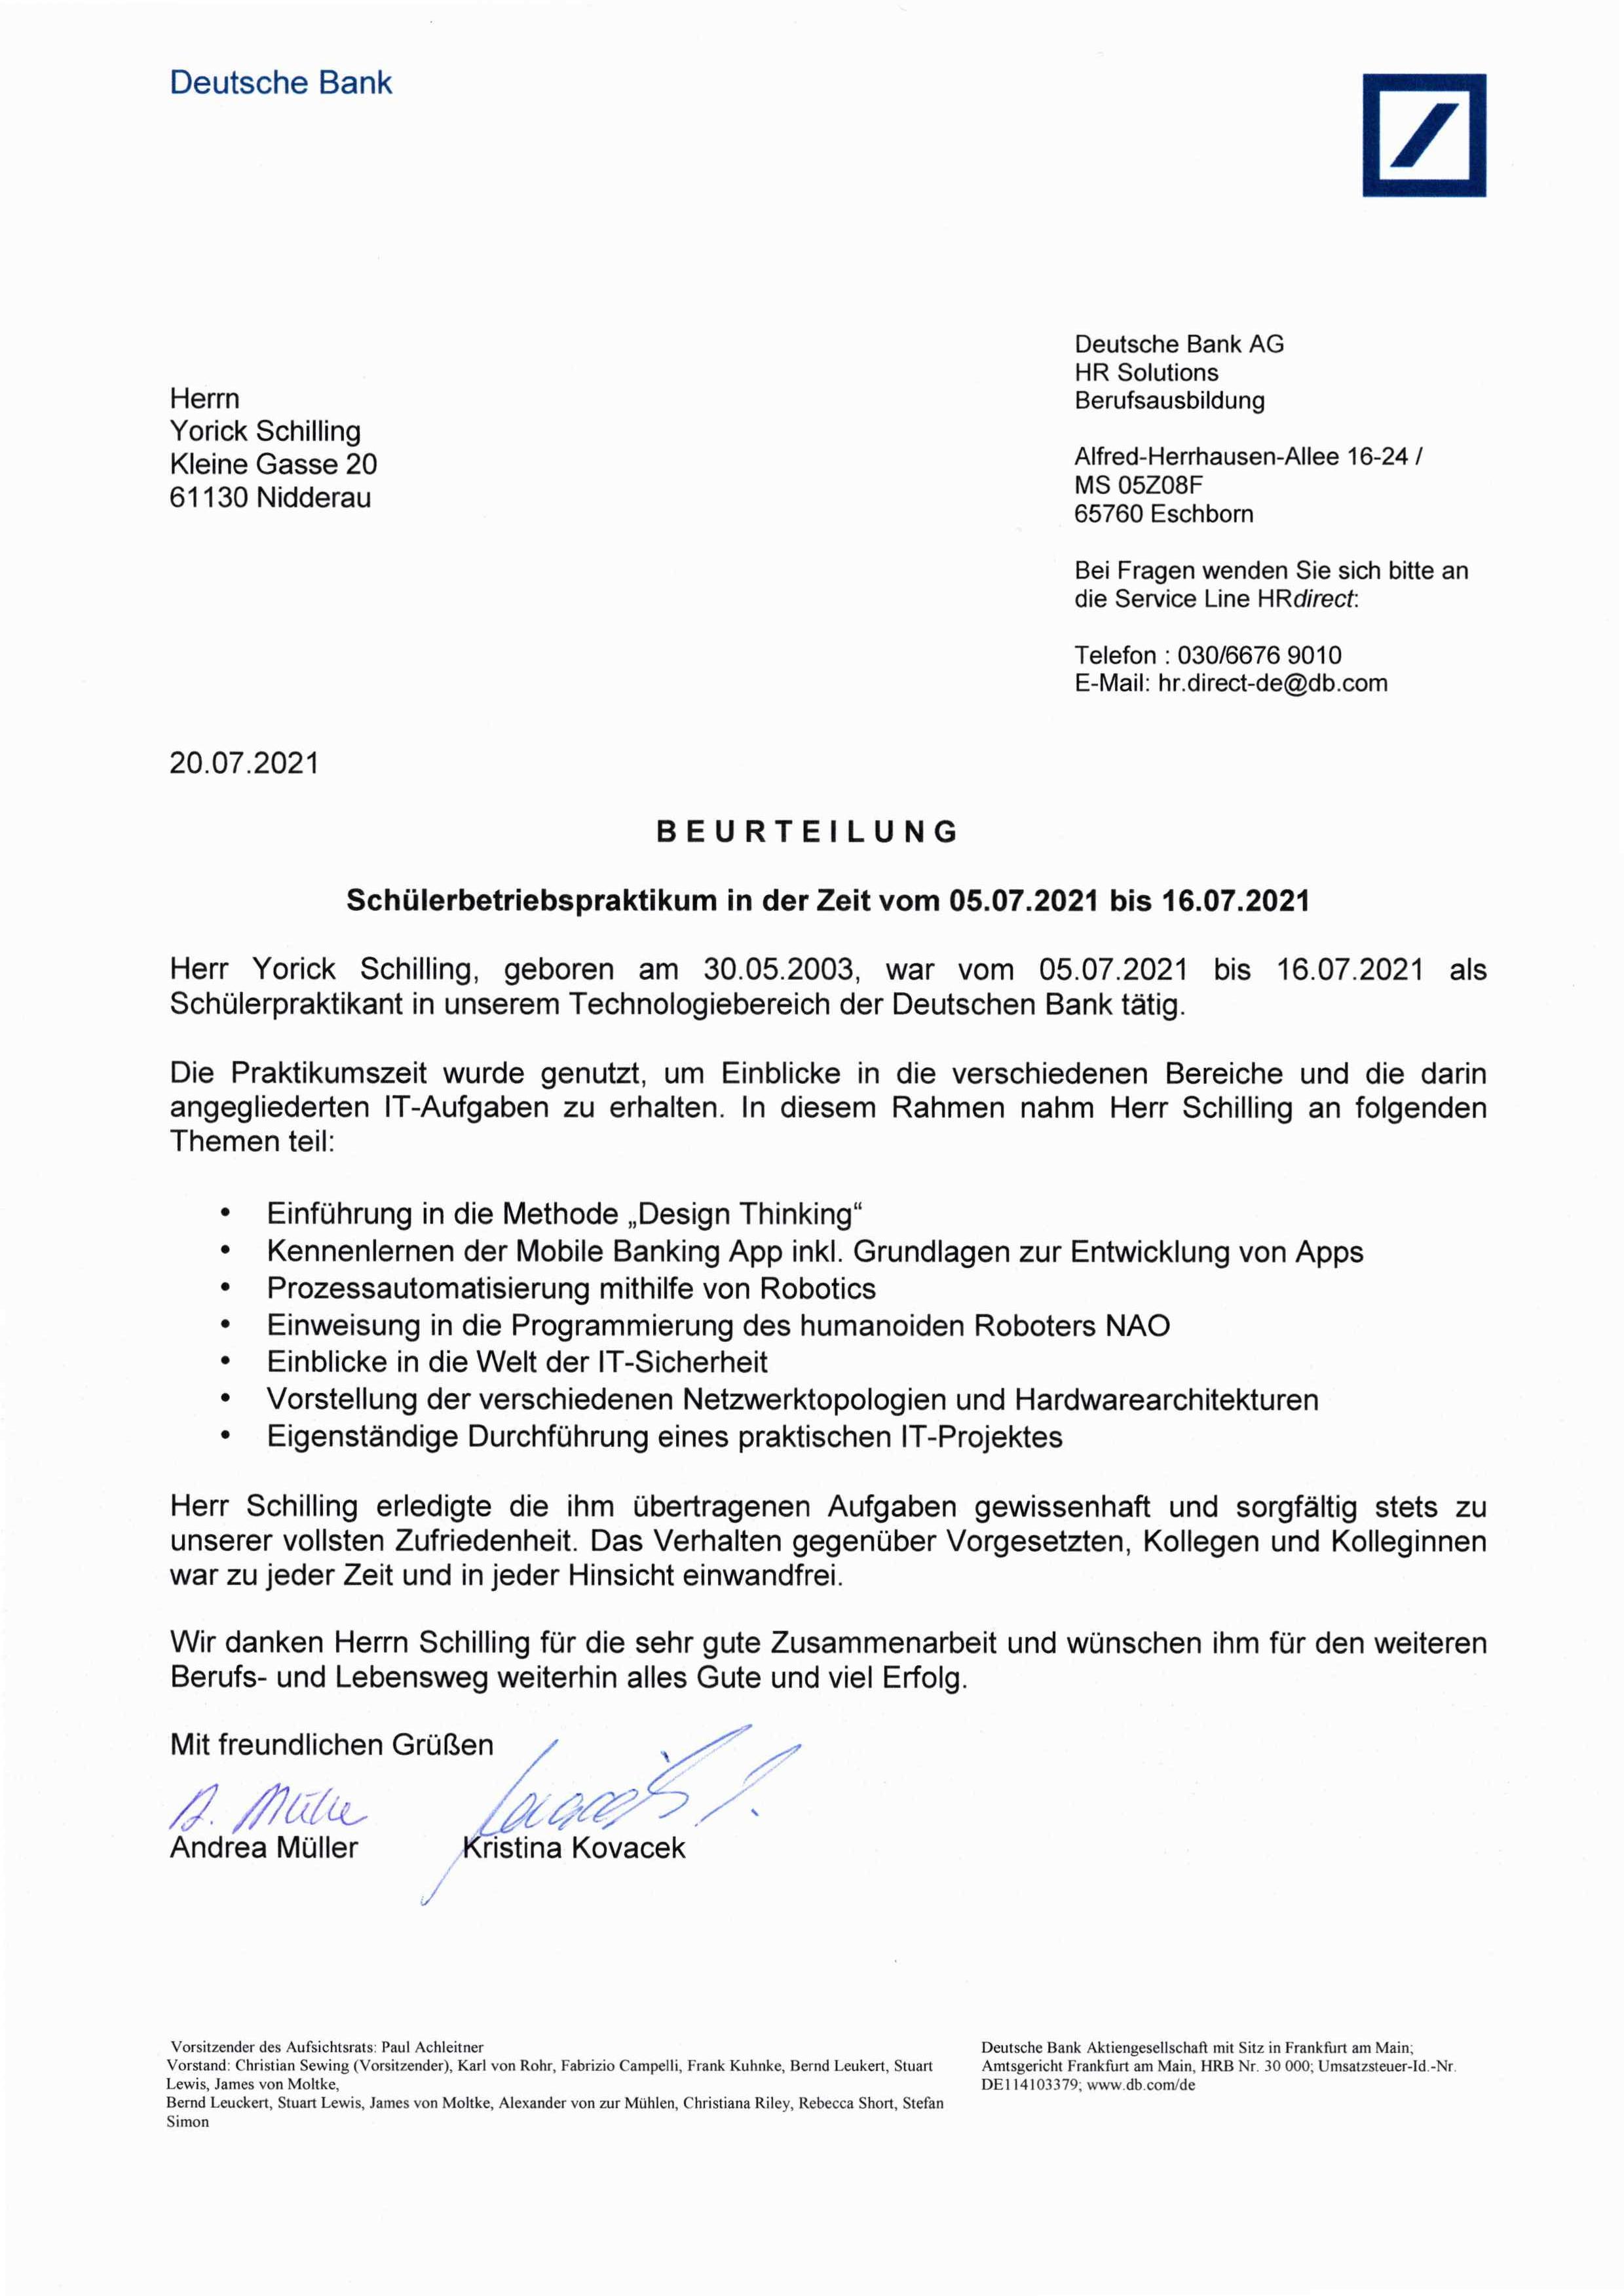 Deutsche Bank
Deutsche Bank AG
HR Solutions
Berufsausbildung
Alfred-Herrhausen-Allee 16-24 /
MS 05Z08F
65760 Eschborn
Bei Fragen wenden Sie sich bitte an
die Service Line HRdirect:
Telefon : 030/6676 9010
E-Mail: hr.direct-de@db.com
Herrn
Yorick Schilling
Kleine Gasse 20
61130 Nidderau
20.07.2021
B E U R T E I L U N G
Schülerbetriebspraktikum in der Zeit vom 05.07.2021 bis 16.07.2021
Herr Yorick Schilling, geboren am 30.05.2003, war vom 05.07.2021 bis 16.07.2021 als
Schülerpraktikant in unserem Technologiebereich der Deutschen Bank tätig.
Die Praktikumszeit wurde genutzt, um Einblicke in die verschiedenen Bereiche und die darin
angegliederten IT-Aufgaben zu erhalten. In diesem Rahmen nahm Herr Schilling an folgenden
Themen teil:
• Einführung in die Methode „Design Thinking“
• Kennenlernen der Mobile Banking App inkl. Grundlagen zur Entwicklung von Apps
• Prozessautomatisierung mithilfe von Robotics
• Einweisung in die Programmierung des humanoiden Roboters NAO
• Einblicke in die Welt der IT-Sicherheit
• Vorstellung der verschiedenen Netzwerktopologien und Hardwarearchitekturen
• Eigenständige Durchführung eines praktischen IT-Projektes
Herr Schilling erledigte die ihm übertragenen Aufgaben gewissenhaft und sorgfältig stets zu
unserer vollsten Zufriedenheit. Das Verhalten gegenüber Vorgesetzten, Kollegen und Kolleginnen
war zu jeder Zeit und in jeder Hinsicht einwandfrei.
Wir danken Herrn Schilling für die sehr gute Zusammenarbeit und wünschen ihm für den weiteren
Berufs- und Lebensweg weiterhin alles Gute und viel Erfolg.
Mit freundlichen Grüßen
A. Müller
Andrea Müller Kristina Kovacek
Vorsitzender des Aufsichtsrats: Paul Achleitner
Vorstand: Christian Sewing (Vorsitzender), Karl von Rohr, Fabrizio Campelli, Frank Kuhnke, Bernd Leukert, Stuart
Lewis, James von Moltke,
Bernd Leuckert, Stuart Lewis, James von Moltke, Alexander von zur Mühlen, Christiana Riley, Rebecca Short, Stefan
Simon
Deutsche Bank Aktiengesellschaft mit Sitz in Frankfurt am Main;
Amtsgericht Frankfurt am Main, HRB Nr. 30 000; Umsatzsteuer-Id.-Nr.
DE114103379; www.db.com/de